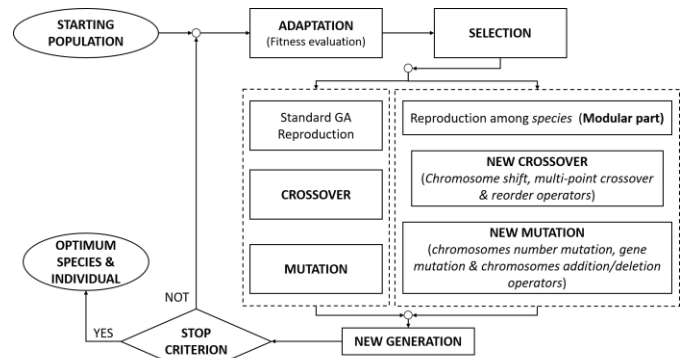 STARTING
POPULATION
ADAPTATION
(Fitness evaluation)
SELECTION
Standard GA
Reproduction
CROSSOVER
MUTATION
Reproduction among species (Modular part)
NEW CROSSOVER
(Chromosome shift, multi-point crossover
& reorder operators)
NEW MUTATION
(chromosomes number mutation, gene
mutation & chromosomes addition/deletion
operators)
OPTIMUM
SPECIES &
INDIVIDUAL
NOT
YES
STOP
CRITERION
NEW GENERATION